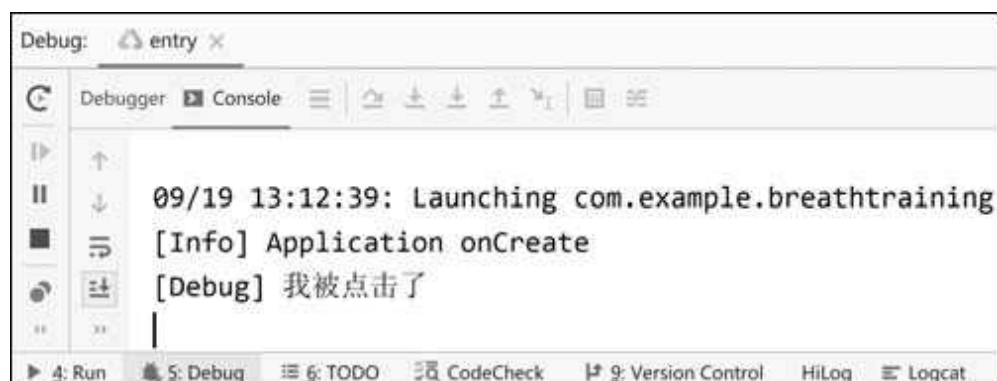 Debug: entry ×
Debugger Console
09/19 13:12:39: Launching com.example.breathtraining
[Info] Application onCreate
[Debug] 我被点击了
4: Run 5: Debug 6: TODO CodeCheck 9: Version Control HiLog Logcat